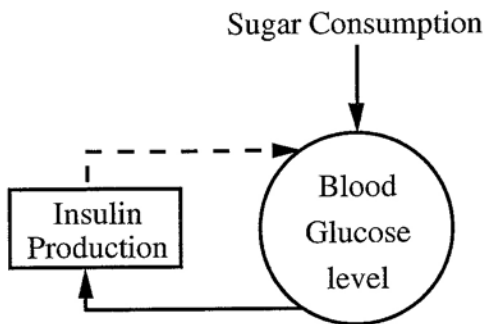 Sugar Consumption
Blood
Glucose
level
Insulin
Production